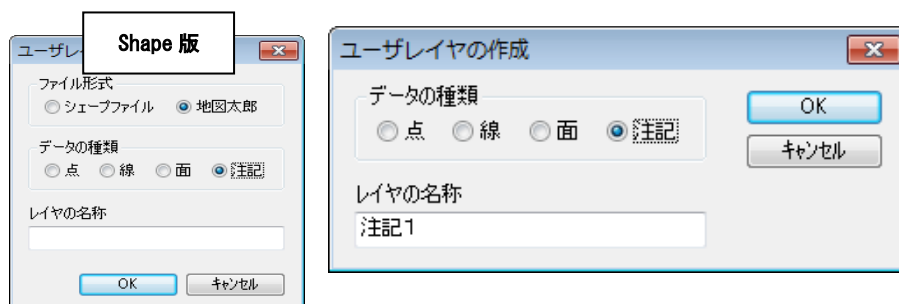 Shape 版
ユーザレ
ファイル形式
シェープファイル 地図太郎
データの種類
点 線 面 注記
レイヤの名称
OK キャンセル
ユーザレイヤの作成
データの種類
点 線 面 注記
OK
キャンセル
レイヤの名称
注記1